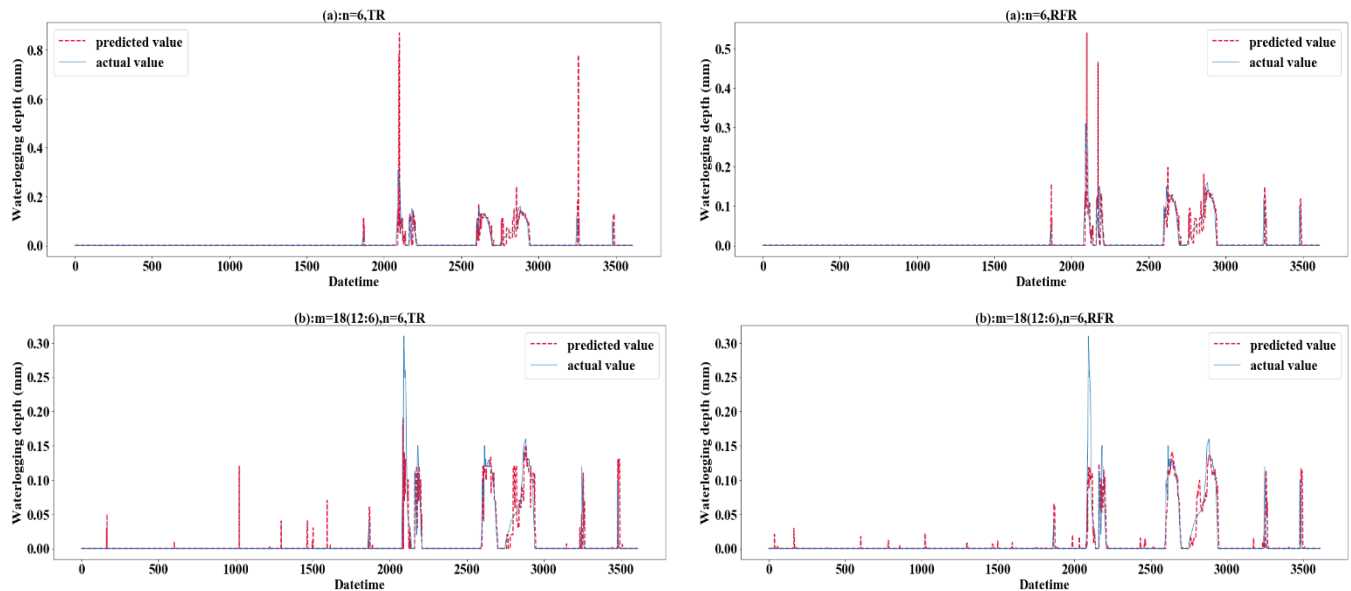 (a):n=6,TR
predicted value
actual value
Waterlogging depth (mm)
0.8
0.6
0.4
0.2
0.0
0 500 1000 1500 2000 2500 3000 3500
Datetime
(a):n=6,RFR
predicted value
actual value
Waterlogging depth (mm)
0.5
0.4
0.3
0.2
0.1
0.0
0 500 1000 1500 2000 2500 3000 3500
Datetime
(b):m=18(12:6),n=6,TR
predicted value
actual value
Waterlogging depth (mm)
0.30
0.25
0.20
0.15
0.10
0.05
0.00
0 500 1000 1500 2000 2500 3000 3500
Datetime
(b):m=18(12:6),n=6,RFR
predicted value
actual value
Waterlogging depth (mm)
0.30
0.25
0.20
0.15
0.10
0.05
0.00
0 500 1000 1500 2000 2500 3000 3500
Datetime